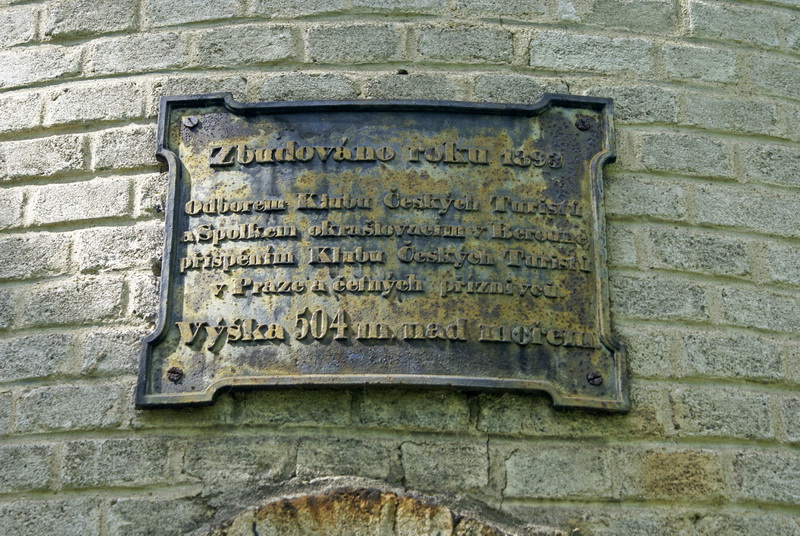 Zbudováno roku 1893
Odborem Klubu Českých Turistů
a Spolkem okrašlovacím v Berouně
přispěním Klubu Českých Turistů
v Praze a četných příznivců.
Výška 504 m nad mořem